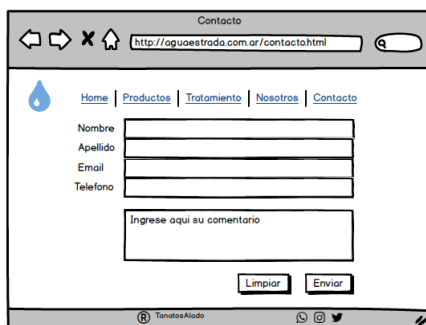 Contacto
http://aguaestrada.com.ar/contacto.html
Home Productos Tratamiento Nosotros Contacto
Nombre
Apellido
Email
Telefono
Ingrese aqui su comentario
Limpiar Enviar
® TanatosAlado